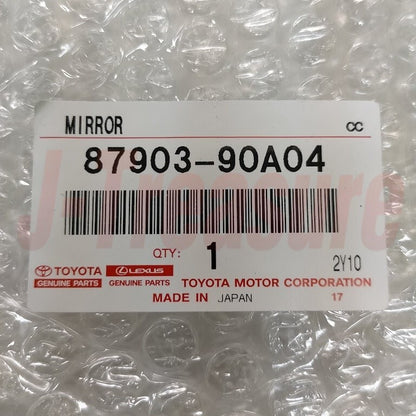 MIRROR CC
87903-90A04
QTY: 1 2Y10
TOYOTA LEXUS TOYOTA MOTOR CORPORATION
GENUINE PARTS GENUINE PARTS 17
MADE IN JAPAN
J-Treasure